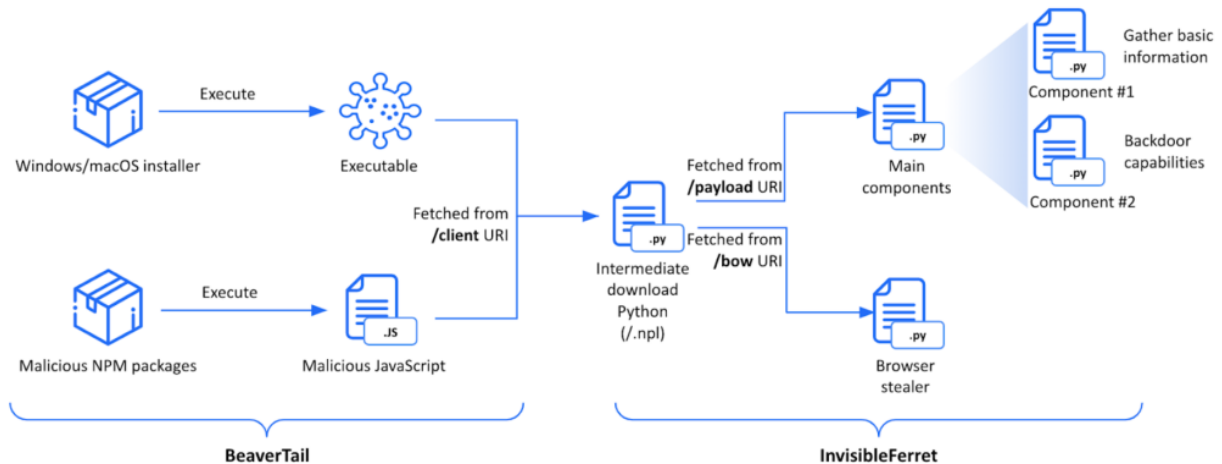 Execute
Windows/macOS installer
Executable
Execute
.JS
Malicious NPM packages
Malicious JavaScript
Fetched from
/client URI
BeaverTail
.py
Intermediate
download
Python
(/.npl)
Fetched from
/payload URI
Fetched from
/bow URI
.py
Main
components
.py
Browser
stealer
.py
Component #1
Gather basic
information
.py
Component #2
Backdoor
capabilities
InvisibleFerret